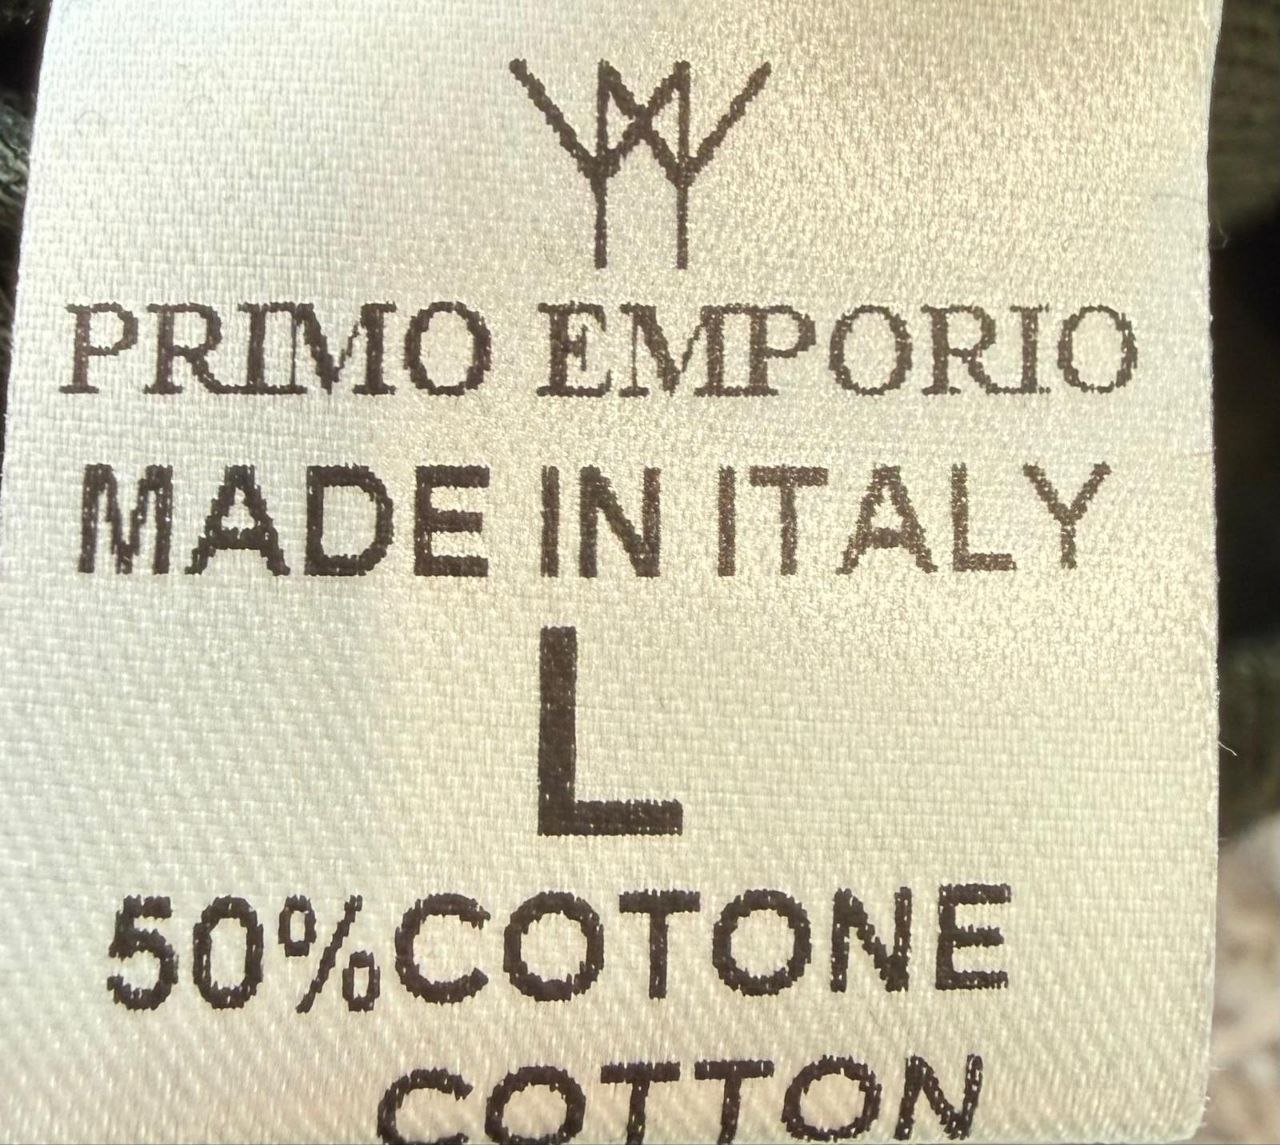 PRIMO EMPORIO
MADE IN ITALY
L
50%COTONE
COTTON